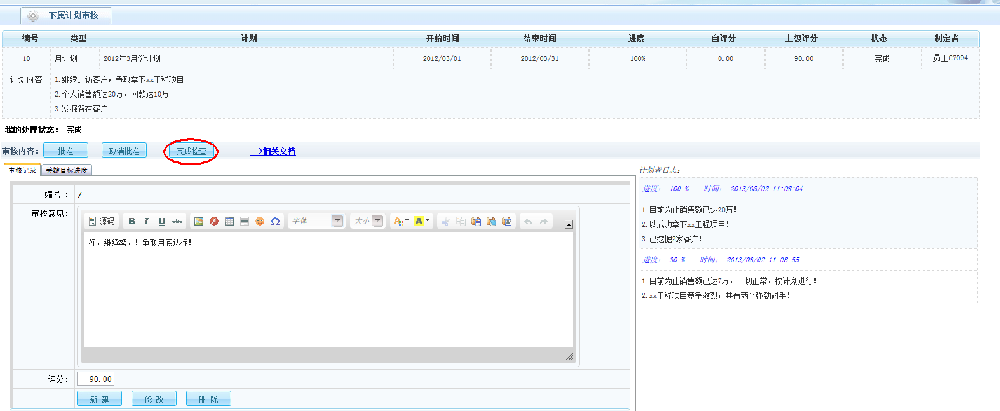 下属计划审核
编号 类型 计划 开始时间 结束时间 进度 自评分 上级评分 状态 制定者
10 月计划 2012年3月份计划 2012/03/01 2012/03/31 100% 0.00 90.00 完成 员工C7094
计划内容 1.继续走访客户，争取拿下xx工程项目
2.个人销售额达20万，回款达10万
3.发掘潜在客户
我的处理状态： 完成
审核内容： 批准 取消批准 完成检查 -->相关文档
审核记录 关键目标进度
编号 ： 7
审核意见：
源码 B I U abc 字体 大小 A A
好，继续努力！争取月底达标！
评分： 90.00
新 建 修 改 删 除
计划者日志：
进度： 100 % 时间： 2013/08/02 11:08:04
1.目前为止销售额已达20万！
2.以成功拿下xx工程项目！
3.已挖掘2家客户！
进度： 30 % 时间： 2013/08/02 11:08:55
1.目前为止销售额已达7万，一切正常，按计划进行！
2.xx工程项目竞争激烈，共有两个强劲对手！